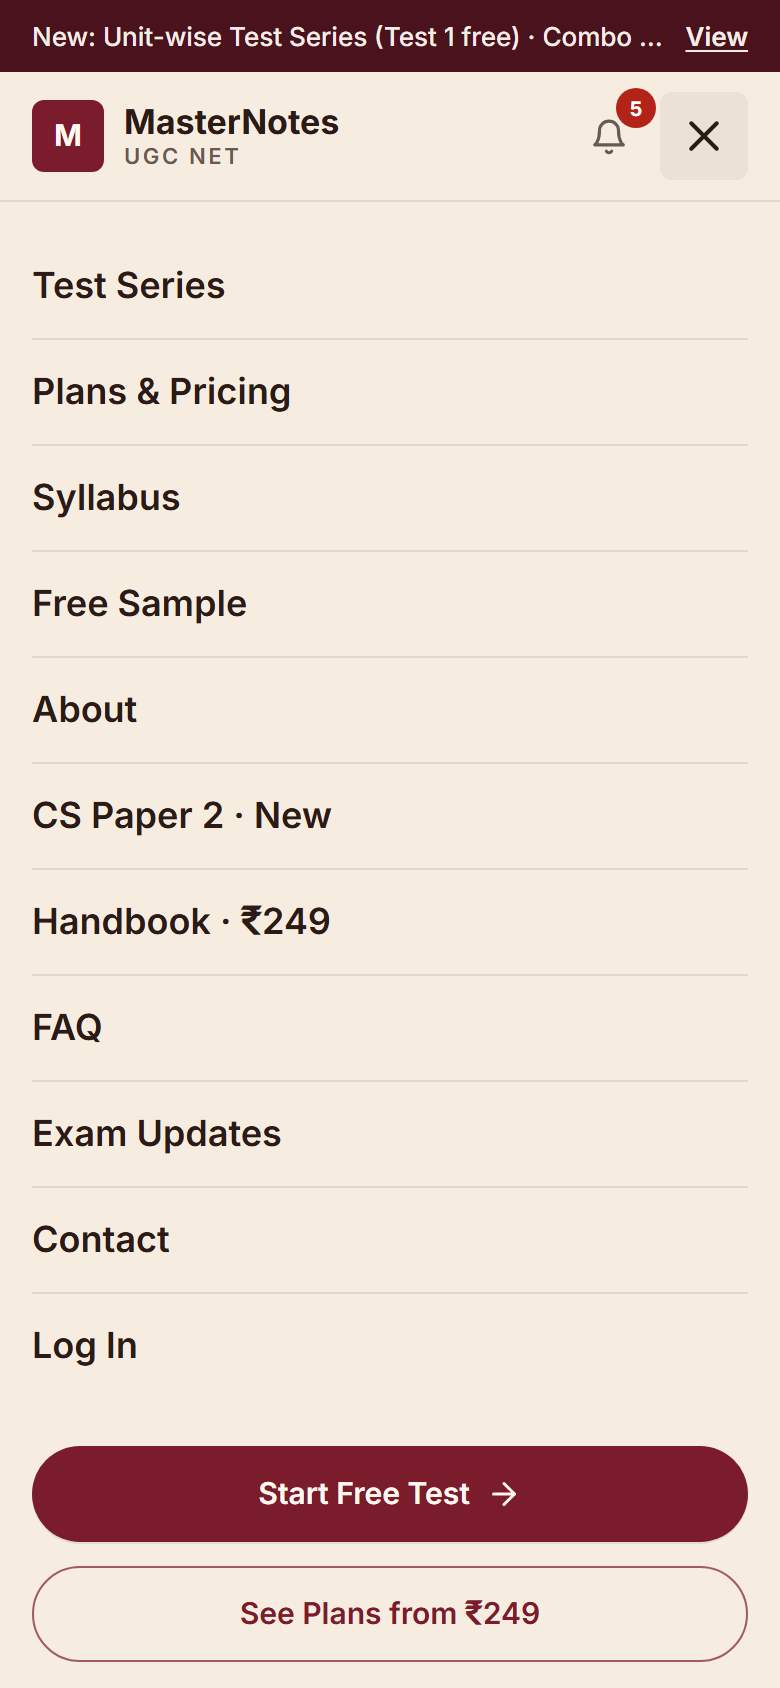 New: Unit-wise Test Series (Test 1 free) · Combo ... View
M
MasterNotes
UGC NET
5
Test Series
Plans & Pricing
Syllabus
Free Sample
About
CS Paper 2 · New
Handbook · ₹249
FAQ
Exam Updates
Contact
Log In
Start Free Test →
See Plans from ₹249